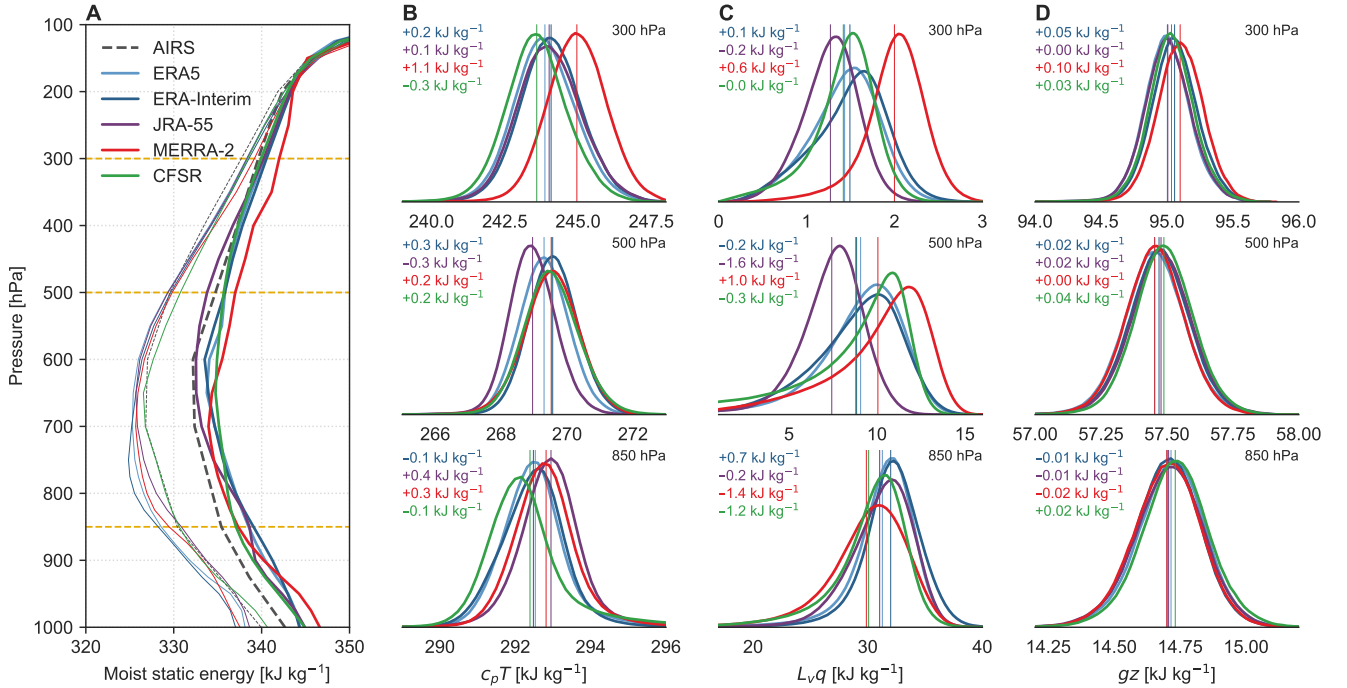 A
Pressure [hPa]
100
200
300
400
500
600
700
800
900
1000
AIRS
ERA5
ERA-Interim
JRA-55
MERRA-2
CFSR
320
330
340
350
Moist static energy [kJ kg⁻¹]
B
300 hPa
+0.2 kJ kg⁻¹
+0.1 kJ kg⁻¹
+1.1 kJ kg⁻¹
−0.3 kJ kg⁻¹
240.0
242.5
245.0
247.5
500 hPa
+0.3 kJ kg⁻¹
−0.3 kJ kg⁻¹
+0.2 kJ kg⁻¹
+0.2 kJ kg⁻¹
266
268
270
272
850 hPa
−0.1 kJ kg⁻¹
+0.4 kJ kg⁻¹
+0.3 kJ kg⁻¹
−0.1 kJ kg⁻¹
290
292
294
296
cₚT [kJ kg⁻¹]
C
300 hPa
+0.1 kJ kg⁻¹
−0.2 kJ kg⁻¹
+0.6 kJ kg⁻¹
−0.0 kJ kg⁻¹
0
1
2
3
500 hPa
−0.2 kJ kg⁻¹
−1.6 kJ kg⁻¹
+1.0 kJ kg⁻¹
−0.3 kJ kg⁻¹
5
10
15
850 hPa
+0.7 kJ kg⁻¹
−0.2 kJ kg⁻¹
−1.4 kJ kg⁻¹
−1.2 kJ kg⁻¹
20
30
40
Lᵥq [kJ kg⁻¹]
D
300 hPa
+0.05 kJ kg⁻¹
+0.00 kJ kg⁻¹
+0.10 kJ kg⁻¹
+0.03 kJ kg⁻¹
94.0
94.5
95.0
95.5
96.0
500 hPa
+0.02 kJ kg⁻¹
+0.02 kJ kg⁻¹
+0.00 kJ kg⁻¹
+0.04 kJ kg⁻¹
57.00
57.25
57.50
57.75
58.00
850 hPa
−0.01 kJ kg⁻¹
−0.01 kJ kg⁻¹
−0.02 kJ kg⁻¹
+0.02 kJ kg⁻¹
14.25
14.50
14.75
15.00
gz [kJ kg⁻¹]